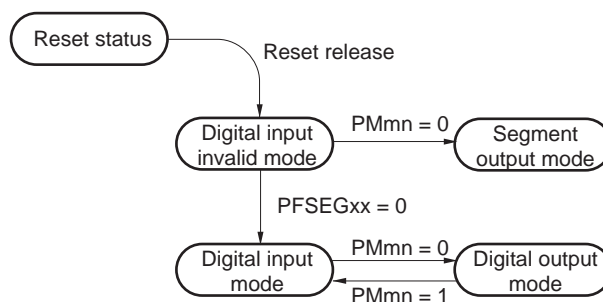 Reset status
Reset release
Digital input
invalid mode
PMmn = 0
Segment
output mode
PFSEGxx = 0
Digital input
mode
PMmn = 0
PMmn = 1
Digital output
mode